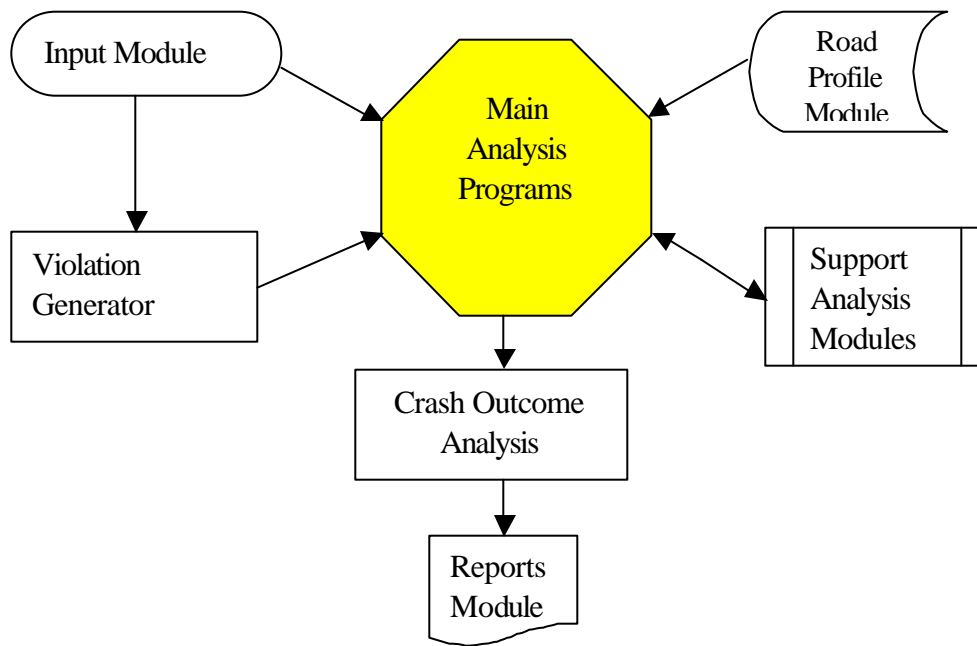 Input Module
Main
Analysis
Programs
Road
Profile
Module
Violation
Generator
Support
Analysis
Modules
Crash Outcome
Analysis
Reports
Module